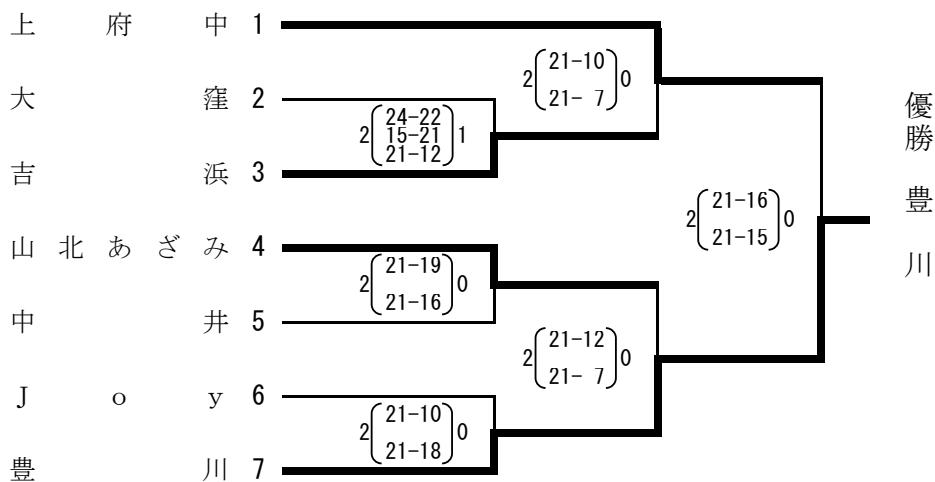 上府中 1
2 21-10 0
21- 7
大窪 2
24-22
2 15-21 1
21-12
吉浜 3
2 21-16 0
21-15
優勝 豊川
山北あざみ 4
2 21-19 0
21-16
中井 5
2 21-12 0
21- 7
Ｊｏｙ 6
2 21-10 0
21-18
豊川 7